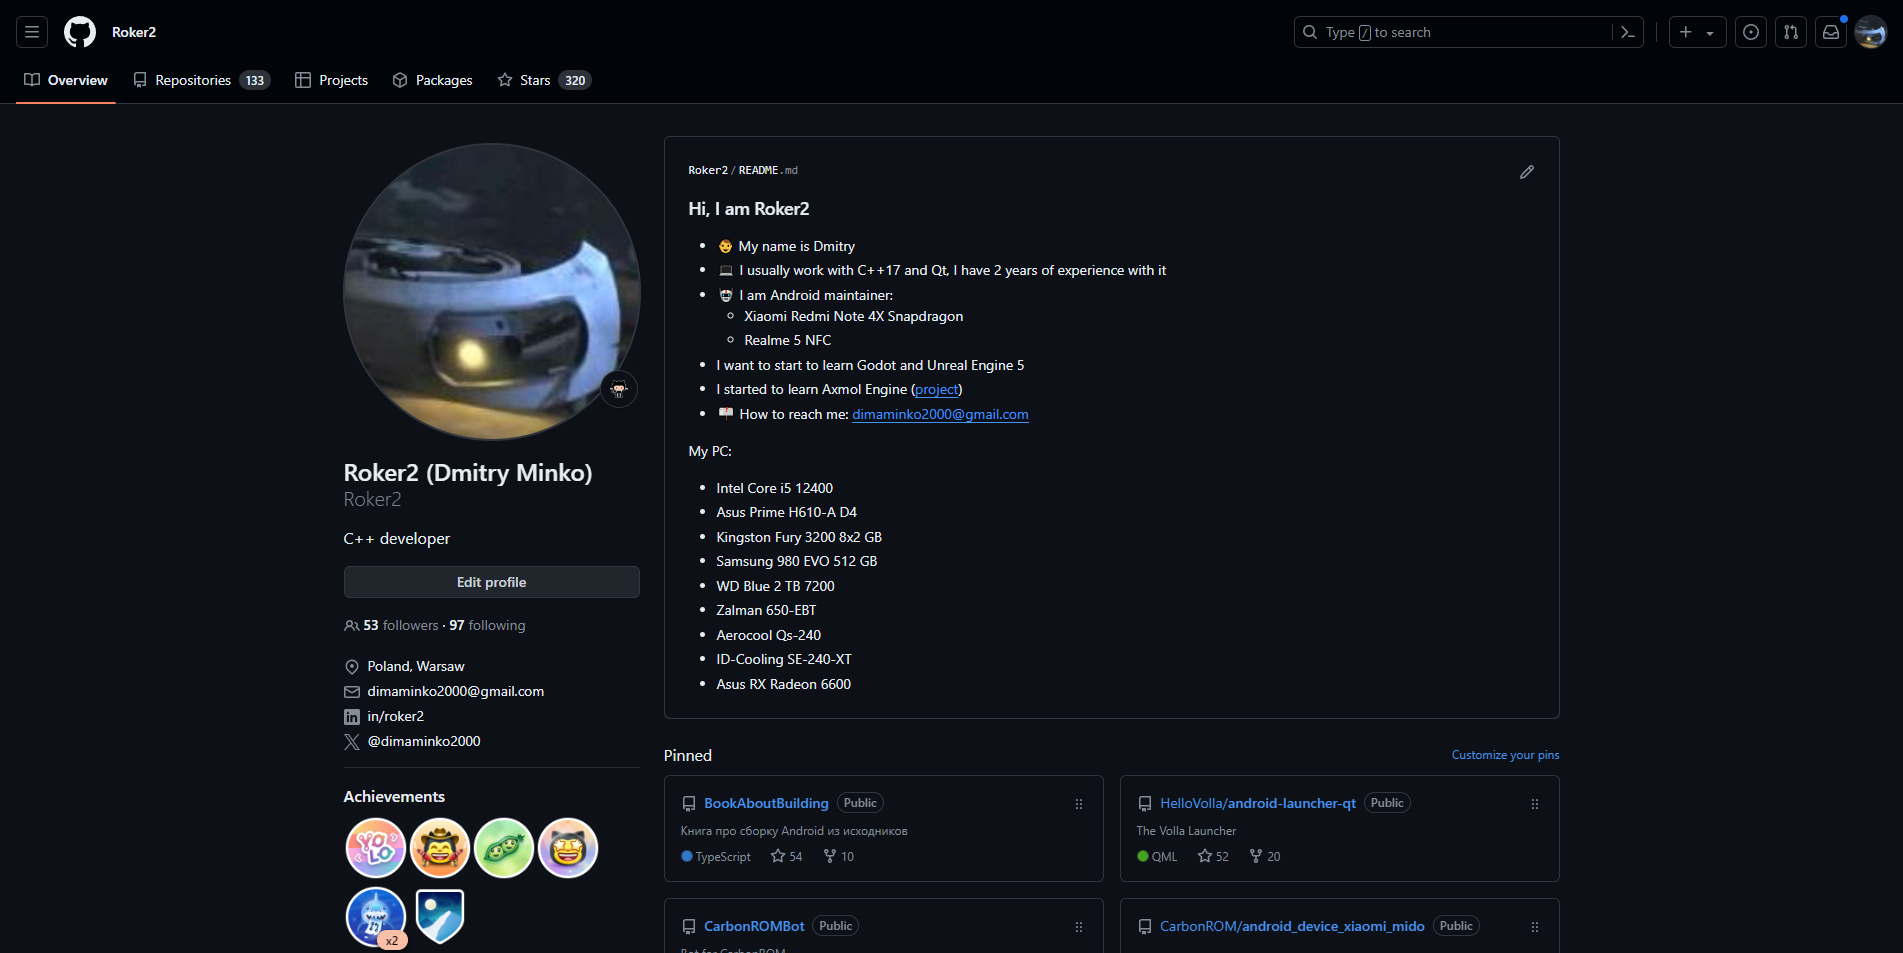 Roker2
Type / to search
Overview
Repositories 133
Projects
Packages
Stars 320
Roker2 (Dmitry Minko)
Roker2
C++ developer
Edit profile
53 followers · 97 following
Poland, Warsaw
dimaminko2000@gmail.com
in/roker2
@dimaminko2000
Achievements
YOLO
x2
Roker2/README.md
Hi, I am Roker2
My name is Dmitry
I usually work with C++17 and Qt, I have 2 years of experience with it
I am Android maintainer:
Xiaomi Redmi Note 4X Snapdragon
Realme 5 NFC
I want to start to learn Godot and Unreal Engine 5
I started to learn Axmol Engine (project)
How to reach me: dimaminko2000@gmail.com
My PC:
Intel Core i5 12400
Asus Prime H610-A D4
Kingston Fury 3200 8x2 GB
Samsung 980 EVO 512 GB
WD Blue 2 TB 7200
Zalman 650-EBT
Aerocool Qs-240
ID-Cooling SE-240-XT
Asus RX Radeon 6600
Pinned
Customize your pins
BookAboutBuilding Public
Книга про сборку Android из исходников
TypeScript 54 10
HelloVolla/android-launcher-qt Public
The Volla Launcher
QML 52 20
CarbonROMBot Public
Bot for CarbonROM
CarbonROM/android_device_xiaomi_mido Public